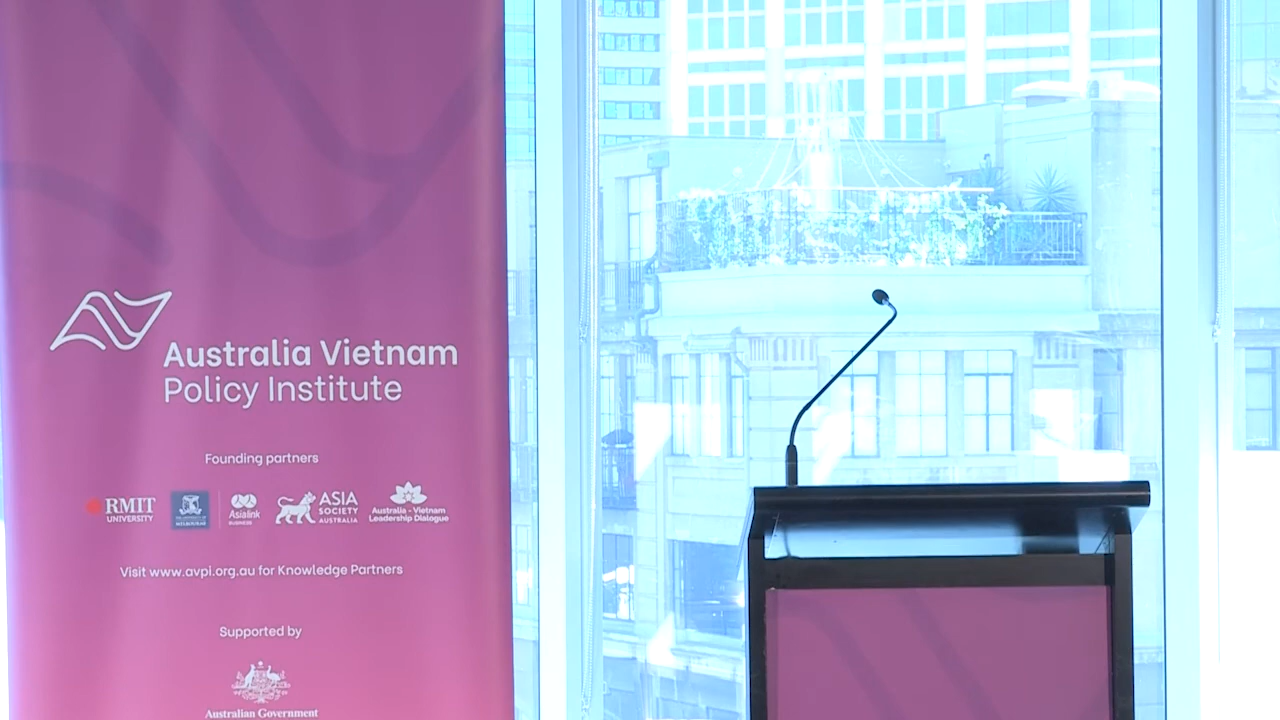 Australia Vietnam
Policy Institute
Founding partners
RMIT
UNIVERSITY
Asialink
BUSINESS
ASIA
SOCIETY
AUSTRALIA
Australia - Vietnam
Leadership Dialogue
Visit www.avpi.org.au for Knowledge Partners
Supported by
Australian Government